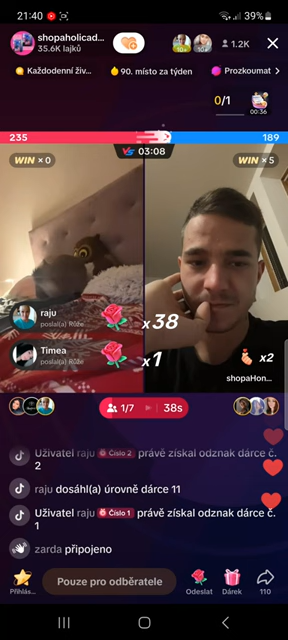 21:40
39%
shopaholicad...
35.6K lajků
10+
10
1.2K
Každodenní živ...
90. místo za týden
Prozkoumat
0/1
00:36
235
189
WIN × 0
VS 03:08
WIN × 5
raju
poslal(a) Růže
x38
Timea
poslal(a) Růže
x1
x2
shopaHon...
1/7
38s
Uživatel raju Číslo 2 právě získal odznak dárce č.
2
raju dosáhl(a) úrovně dárce 11
Uživatel raju Číslo 1 právě získal odznak dárce č.
1
zarda připojeno
Přihlás...
Pouze pro odběratele
Odeslat
Dárek
110